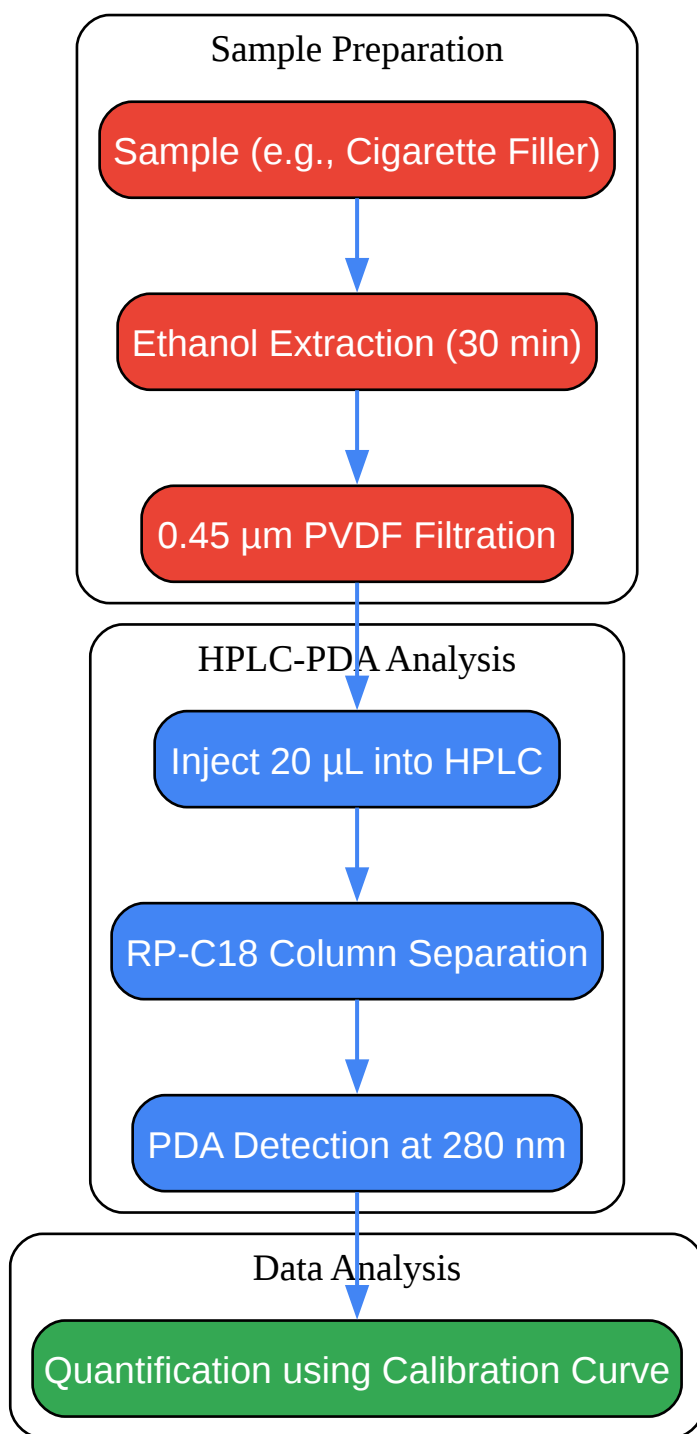 Sample Preparation
Sample (e.g., Cigarette Filler)
Ethanol Extraction (30 min)
0.45 µm PVDF Filtration
HPLC-PDA Analysis
Inject 20 µL into HPLC
RP-C18 Column Separation
PDA Detection at 280 nm
Data Analysis
Quantification using Calibration Curve